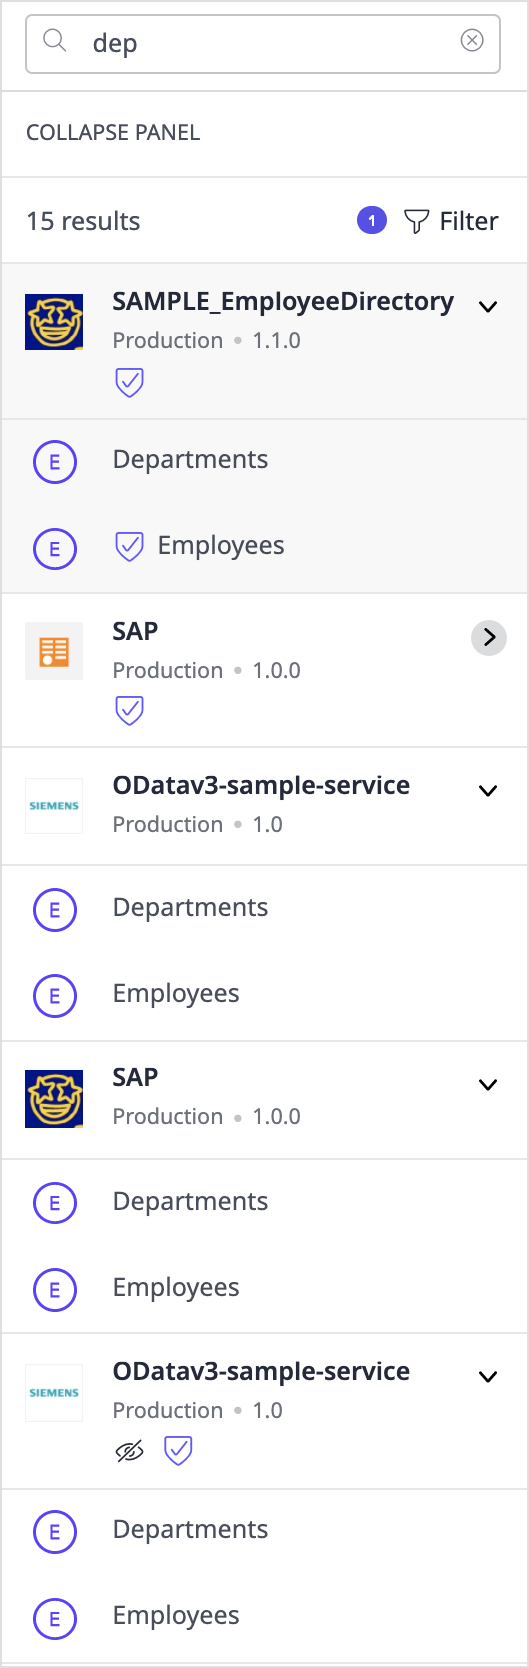 dep
COLLAPSE PANEL
15 results 1 Filter
SAMPLE_EmployeeDirectory
Production • 1.1.0
E Departments
E Employees
SAP
Production • 1.0.0
SIEMENS ODatav3-sample-service
Production • 1.0
E Departments
E Employees
SAP
Production • 1.0.0
E Departments
E Employees
SIEMENS ODatav3-sample-service
Production • 1.0
E Departments
E Employees